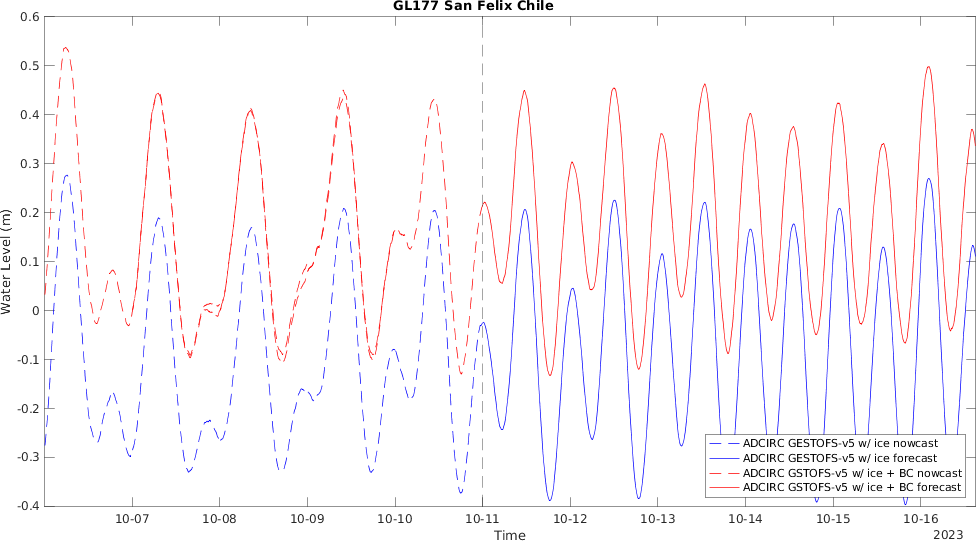 GL177 San Felix Chile
0.6
0.5
0.4
0.3
0.2
0.1
0
-0.1
-0.2
-0.3
-0.4
Water Level (m)
10-07 10-08 10-09 10-10 10-11 10-12 10-13 10-14 10-15 10-16
Time
2023
ADCIRC GESTOFS-v5 w/ ice nowcast
ADCIRC GESTOFS-v5 w/ ice forecast
ADCIRC GSTOFS-v5 w/ ice + BC nowcast
ADCIRC GSTOFS-v5 w/ ice + BC forecast